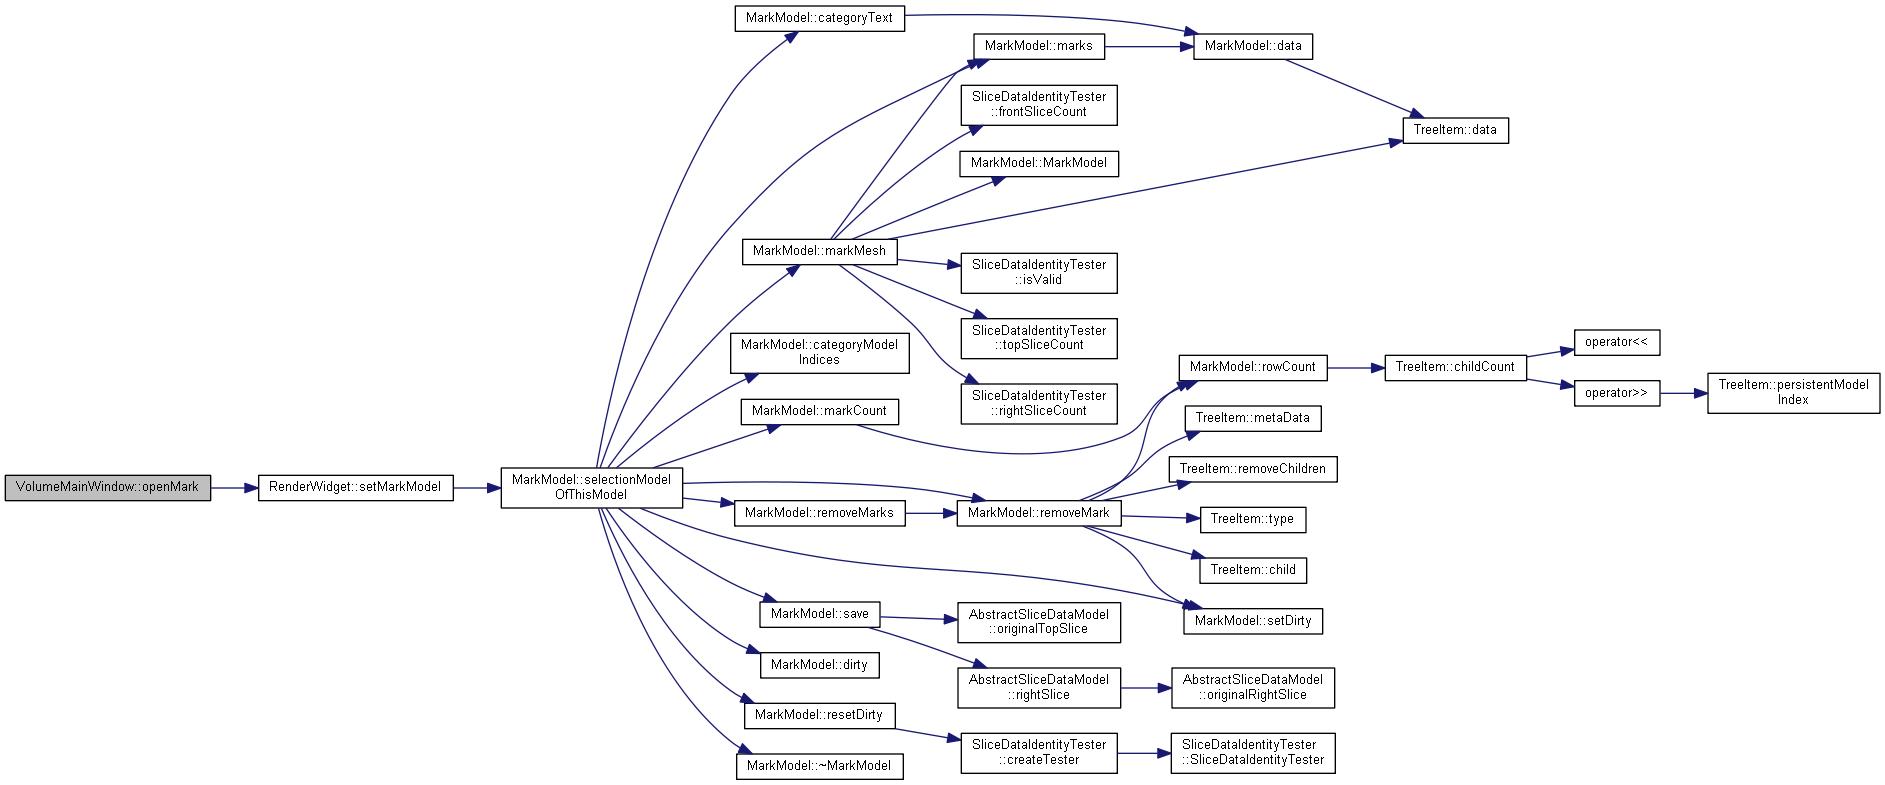 MarkModel::categoryText
MarkModel::marks
MarkModel::data
SliceDataIdentityTester
::frontSliceCount
TreeItem::data
MarkModel::MarkModel
MarkModel::markMesh
SliceDataIdentityTester
::isValid
SliceDataIdentityTester
::topSliceCount
MarkModel::categoryModel
Indices
operator<<
MarkModel::rowCount
TreeItem::childCount
operator>>
TreeItem::persistentModel
Index
SliceDataIdentityTester
::rightSliceCount
MarkModel::markCount
TreeItem::metaData
TreeItem::removeChildren
VolumeMainWindow::openMark
RenderWidget::setMarkModel
MarkModel::selectionModel
OfThisModel
MarkModel::removeMarks
MarkModel::removeMark
TreeItem::type
TreeItem::child
MarkModel::save
AbstractSliceDataModel
::originalTopSlice
MarkModel::setDirty
MarkModel::dirty
AbstractSliceDataModel
::rightSlice
AbstractSliceDataModel
::originalRightSlice
MarkModel::resetDirty
SliceDataIdentityTester
::createTester
SliceDataIdentityTester
::SliceDataIdentityTester
MarkModel::~MarkModel